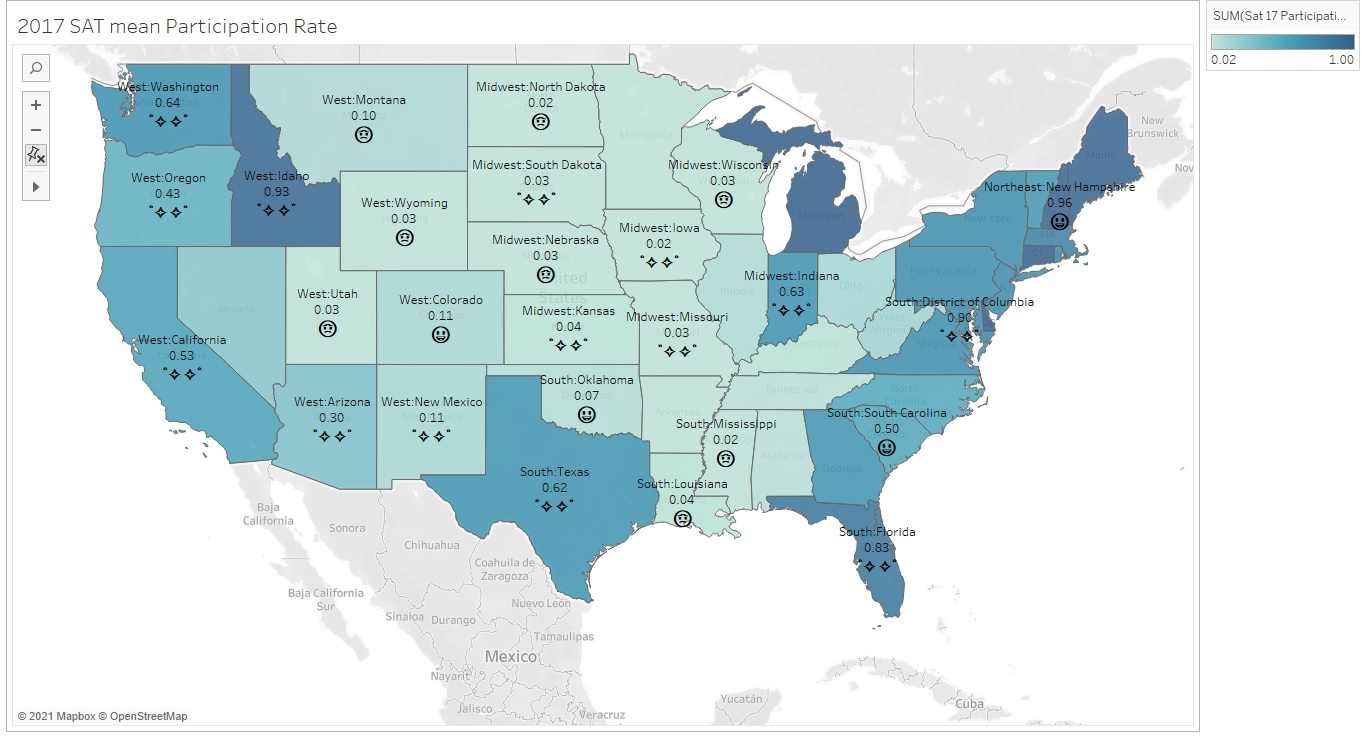 2017 SAT mean Participation Rate
SUM(Sat 17 Participati...
0.02 1.00
West:Washington
0.64
West:Montana
0.10
Midwest:North Dakota
0.02
Minnesota
New
Brunswick
Maine
Nov
West:Oregon
0.43
West:Idaho
0.93
West:Wyoming
0.03
Midwest:South Dakota
0.03
Midwest:Wisconsin
0.03
Michigan
Northeast:New Hampshire
0.96
New York
MA
CT
Midwest:Nebraska
0.03
Midwest:Iowa
0.02
United
States
Nevada
West:Utah
0.03
West:Colorado
0.11
Midwest:Kansas
0.04
Midwest:Missouri
0.03
Illinois
Midwest:Indiana
0.63
Ohio
Pennsylvania
NJ
South:District of Columbia
0.90
West
Virginia
Virginia
Kentucky
West:California
0.53
West:Arizona
0.30
West:New Mexico
0.11
South:Oklahoma
0.07
Arkansas
Tennessee
North
Carolina
South:South Carolina
0.50
South:Mississippi
0.02
Alabama
Georgia
South:Texas
0.62
South:Louisiana
0.04
South:Florida
0.83
Baja
California
Sonora
Chihuahua
Coahuila de
Zaragoza
Baja California
Sur
Sinaloa
Durango
Nuevo León
Tamaulipas
Mexico
Nayarit
Jalisco
Veracruz
Yucatán
Cuba
© 2021 Mapbox © OpenStreetMap